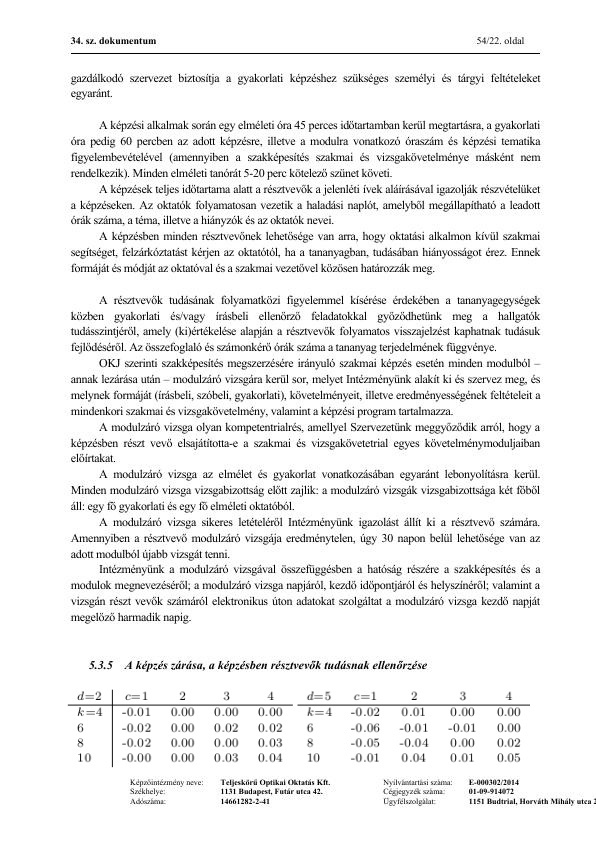 34. sz. dokumentum 54/22. oldal
gazdálkodó szervezet biztosítja a gyakorlati képzéshez szükséges személyi és tárgyi feltételeket
egyaránt.
A képzési alkalmak során egy elméleti óra 45 perces időtartamban kerül megtartásra, a gyakorlati
óra pedig 60 percben az adott képzésre, illetve a modulra vonatkozó óraszám és képzési tematika
figyelembevételével (amennyiben a szakképesítés szakmai és vizsgakövetelménye másként nem
rendelkezik). Minden elméleti tanórát 5-20 perc kötelező szünet követi.
A képzések teljes időtartama alatt a résztvevők a jelenléti ívek aláírásával igazolják részvételüket
a képzéseken. Az oktatók folyamatosan vezetik a haladási naplót, amelyből megállapítható a leadott
órák száma, a téma, illetve a hiányzók és az oktatók nevei.
A képzésben minden résztvevőnek lehetősége van arra, hogy oktatási alkalmon kívül szakmai
segítséget, felzárkóztatást kérjen az oktatótól, ha a tananyagban, tudásában hiányosságot érez. Ennek
formáját és módját az oktatóval és a szakmai vezetővel közösen határozzák meg.
A résztvevők tudásának folyamatközi figyelemmel kísérése érdekében a tananyagegységek
közben gyakorlati és/vagy írásbeli ellenőrző feladatokkal győződhetünk meg a hallgatók
tudásszintjéről, amely (ki)értékelése alapján a résztvevők folyamatos visszajelzést kaphatnak tudásuk
fejlődéséről. Az összefoglaló és számonkérő órák száma a tananyag terjedelmének függvénye.
OKJ szerinti szakképesítés megszerzésére irányuló szakmai képzés esetén minden modulból –
annak lezárása után – modulzáró vizsgára kerül sor, melyet Intézményünk alakít ki és szervez meg, és
melynek formáját (írásbeli, szóbeli, gyakorlati), követelményeit, illetve eredményességének feltételeit a
mindenkori szakmai és vizsgakövetelmény, valamint a képzési program tartalmazza.
A modulzáró vizsga olyan kompetentrialrés, amellyel Szervezetünk meggyőződik arról, hogy a
képzésben részt vevő elsajátította-e a szakmai és vizsgakövetetrial egyes követelménymoduljaiban
előírtakat.
A modulzáró vizsga az elmélet és gyakorlat vonatkozásában egyaránt lebonyolításra kerül.
Minden modulzáró vizsga vizsgabizottság előtt zajlik: a modulzáró vizsgák vizsgabizottsága két főből
áll: egy fő gyakorlati és egy fő elméleti oktatóból.
A modulzáró vizsga sikeres letételéről Intézményünk igazolást állít ki a résztvevő számára.
Amennyiben a résztvevő modulzáró vizsgája eredménytelen, úgy 30 napon belül lehetősége van az
adott modulból újabb vizsgát tenni.
Intézményünk a modulzáró vizsgával összefüggésben a hatóság részére a szakképesítés és a
modulok megnevezéséről; a modulzáró vizsga napjáról, kezdő időpontjáról és helyszínéről; valamint a
vizsgán részt vevők számáról elektronikus úton adatokat szolgáltat a modulzáró vizsga kezdő napját
megelőző harmadik napig.
5.3.5 A képzés zárása, a képzésben résztvevők tudásnak ellenőrzése
d=2 c=1 2 3 4 d=5 c=1 2 3 4
k=4 -0.01 0.00 0.00 0.00 k=4 -0.02 0.01 0.00 0.00
6 -0.02 0.00 0.02 0.02 6 -0.06 -0.01 -0.01 0.00
8 -0.02 0.00 0.00 0.03 8 -0.05 -0.04 0.00 0.02
10 -0.00 0.00 0.03 0.04 10 -0.01 0.04 0.01 0.05
Képzőintézmény neve: Teljeskörű Optikai Oktatás Kft. Nyilvántartási száma: E-000302/2014
Székhelye: 1131 Budapest, Futár utca 42. Cégjegyzék száma: 01-09-914072
Adószáma: 14661282-2-41 Ügyfélszolgálat: 1151 Budtrial, Horváth Mihály utca 2